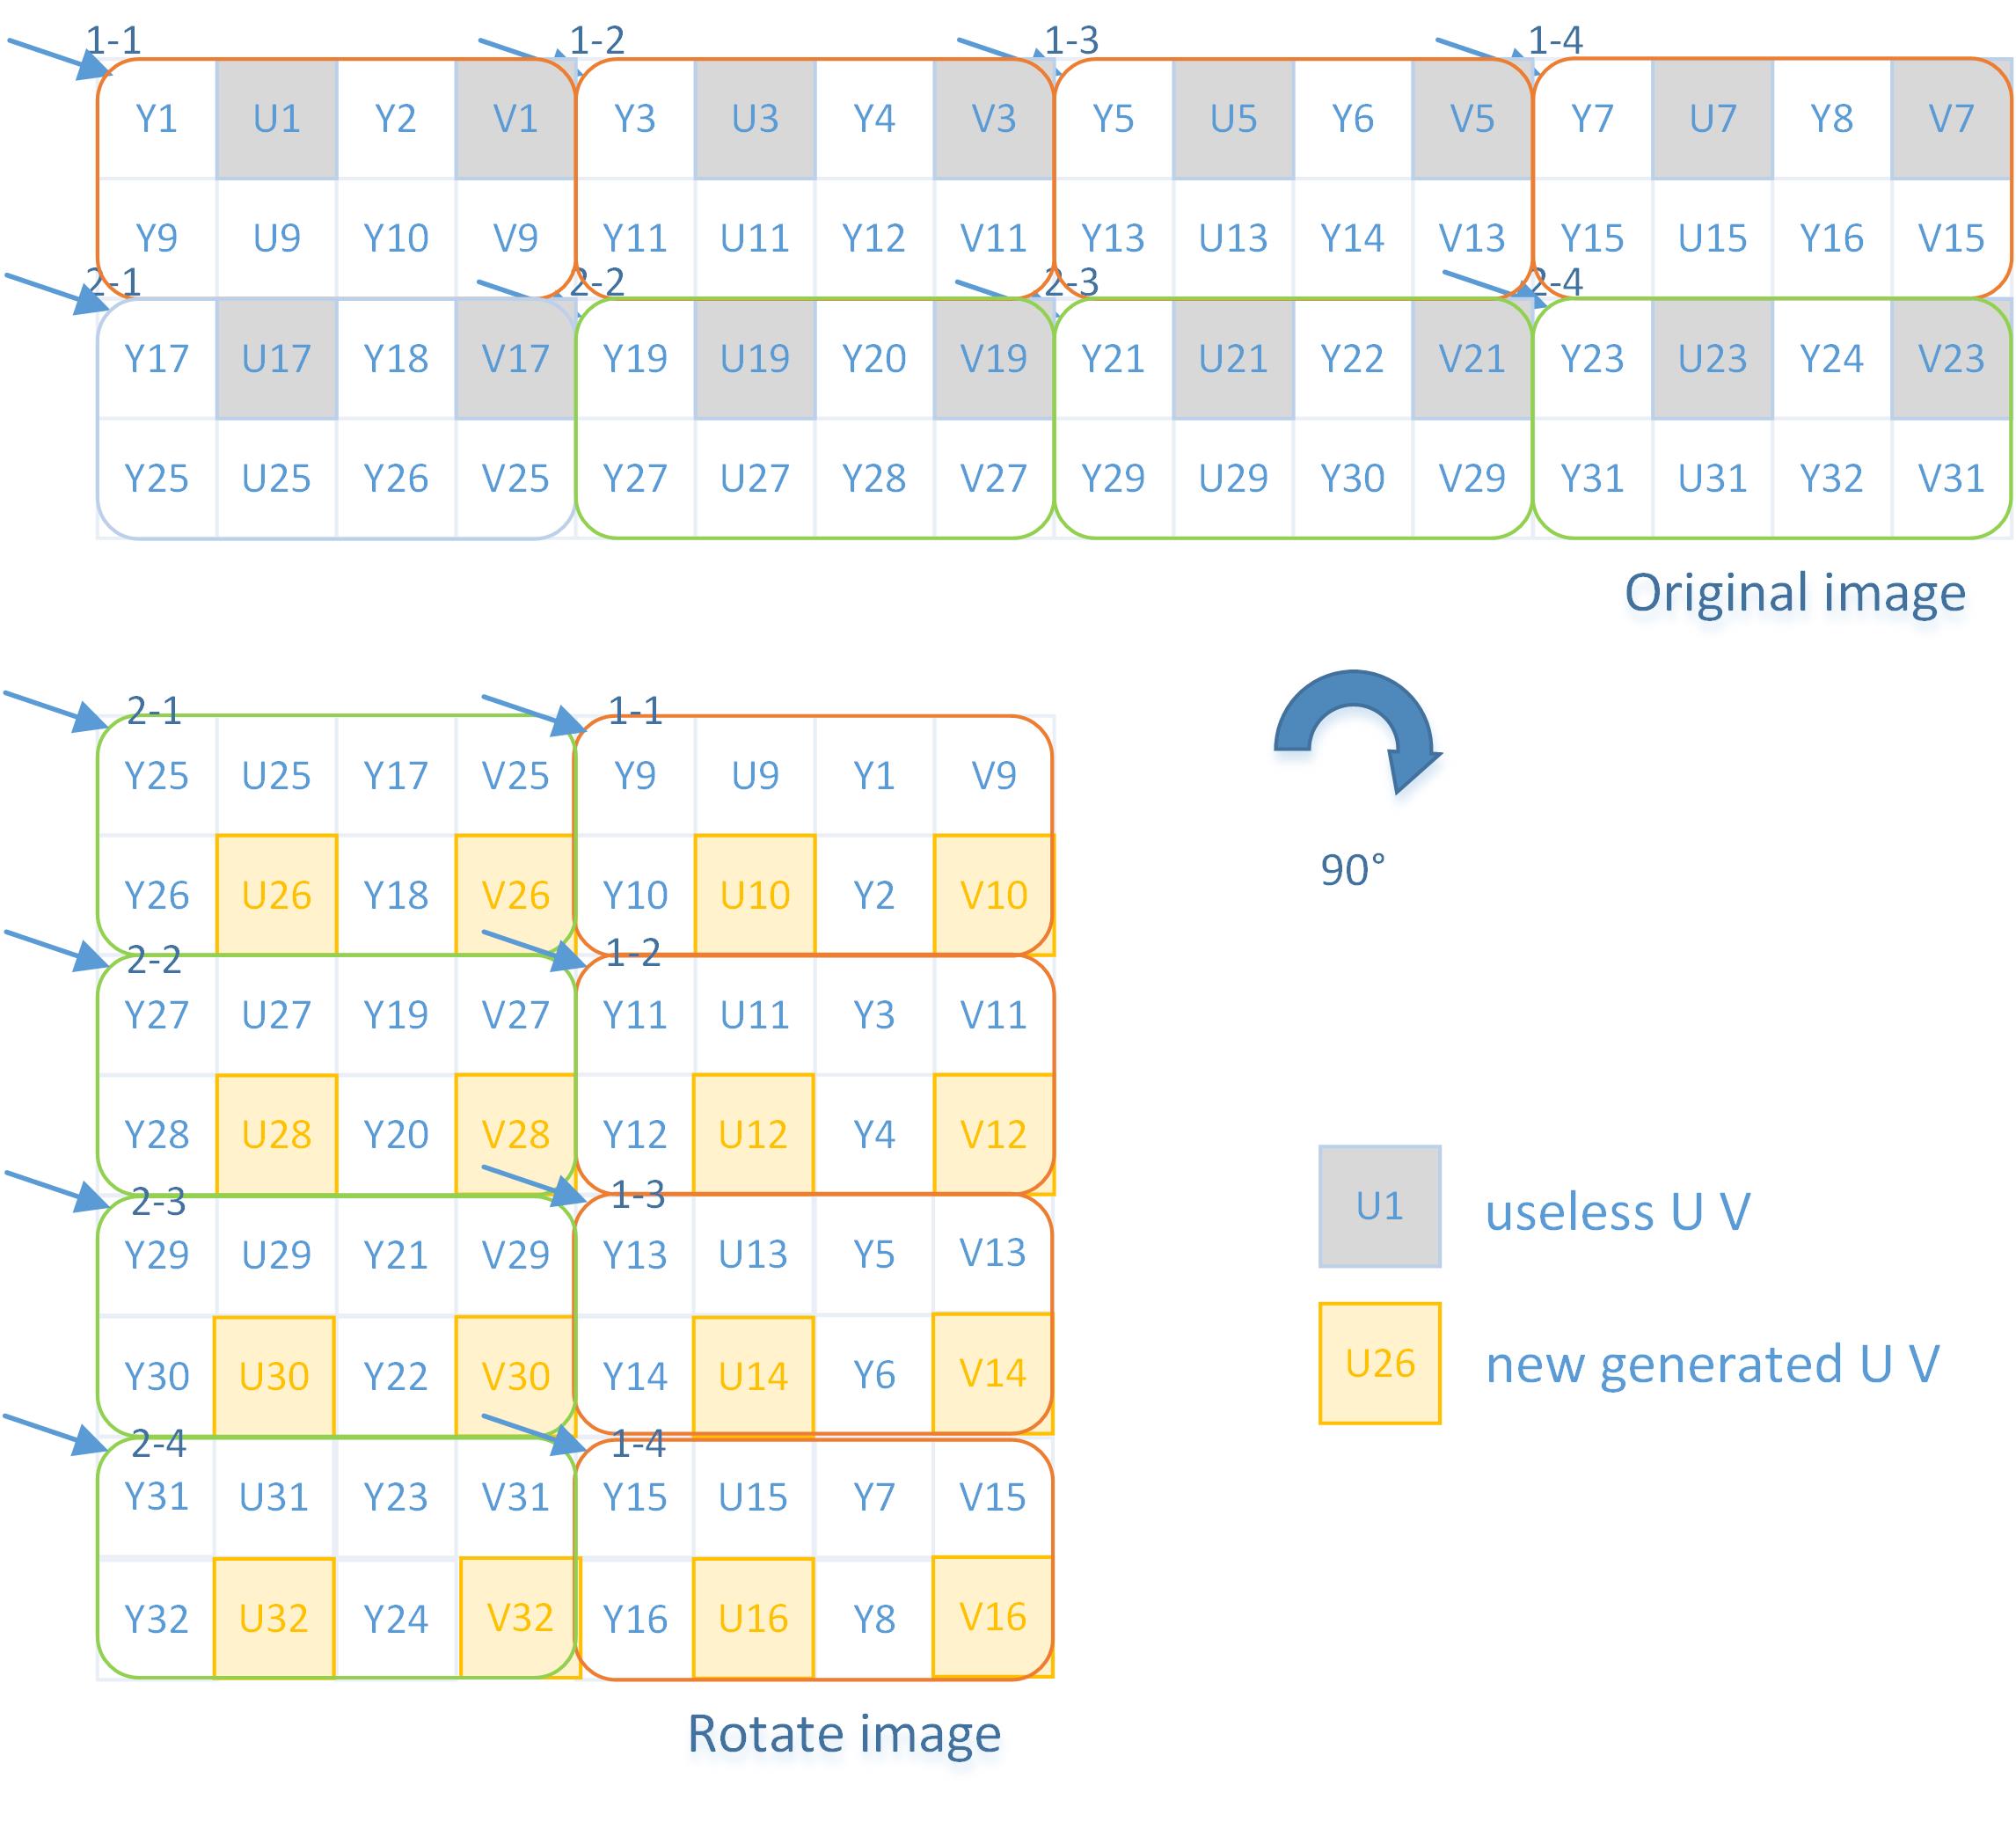 1-1 1-2 1-3 1-4
Y1 U1 Y2 V1 Y3 U3 Y4 V3 Y5 U5 Y6 V5 Y7 U7 Y8 V7
Y9 U9 Y10 V9 Y11 U11 Y12 V11 Y13 U13 Y14 V13 Y15 U15 Y16 V15
2-1 2-2 2-3 2-4
Y17 U17 Y18 V17 Y19 U19 Y20 V19 Y21 U21 Y22 V21 Y23 U23 Y24 V23
Y25 U25 Y26 V25 Y27 U27 Y28 V27 Y29 U29 Y30 V29 Y31 U31 Y32 V31
Original image
2-1 1-1
Y25 U25 Y17 V25 Y9 U9 Y1 V9
Y26 U26 Y18 V26 Y10 U10 Y2 V10
90°
2-2 1-2
Y27 U27 Y19 V27 Y11 U11 Y3 V11
Y28 U28 Y20 V28 Y12 U12 Y4 V12
2-3 1-3
Y29 U29 Y21 V29 Y13 U13 Y5 V13
Y30 U30 Y22 V30 Y14 U14 Y6 V14
2-4 1-4
Y31 U31 Y23 V31 Y15 U15 Y7 V15
Y32 U32 Y24 V32 Y16 U16 Y8 V16
U1 useless U V
U26 new generated U V
Rotate image